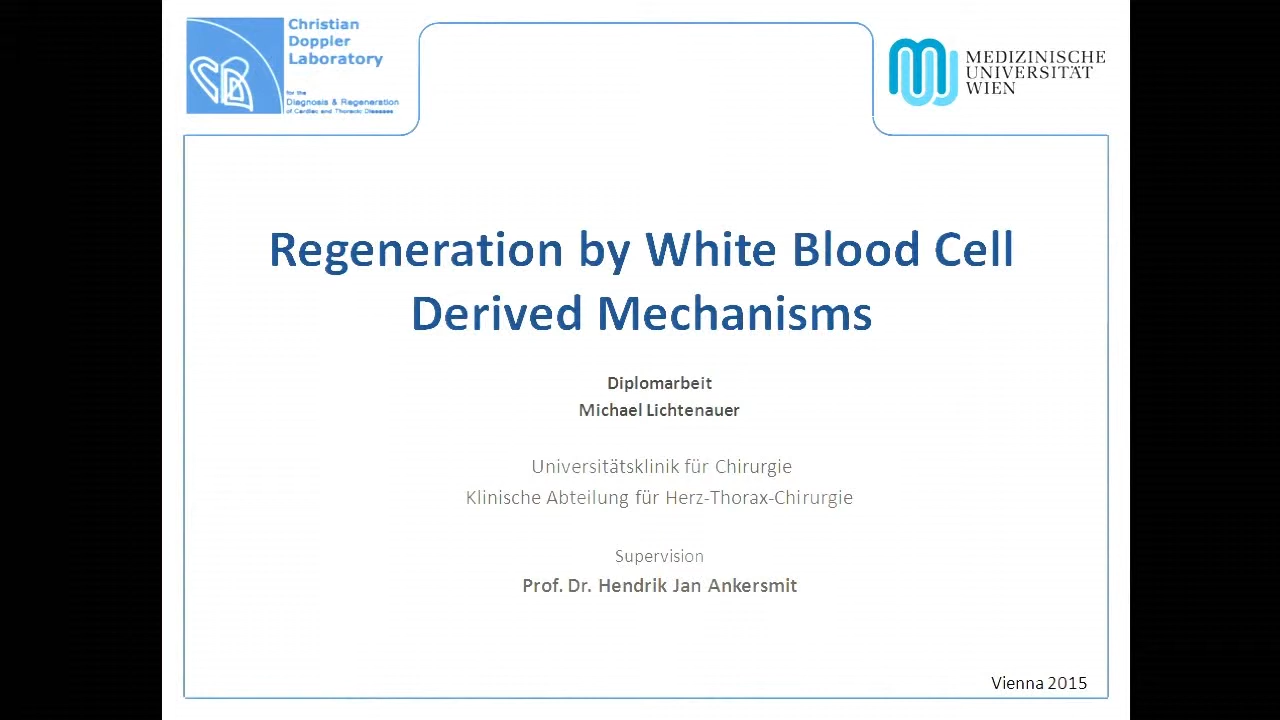 Christian
Doppler
Laboratory
for the
Diagnosis & Regeneration
of Cardiac and Thoracic Diseases
MEDIZINISCHE
UNIVERSITÄT
WIEN
Regeneration by White Blood Cell
Derived Mechanisms
Diplomarbeit
Michael Lichtenauer
Universitätsklinik für Chirurgie
Klinische Abteilung für Herz-Thorax-Chirurgie
Supervision
Prof. Dr. Hendrik Jan Ankersmit
Vienna 2015